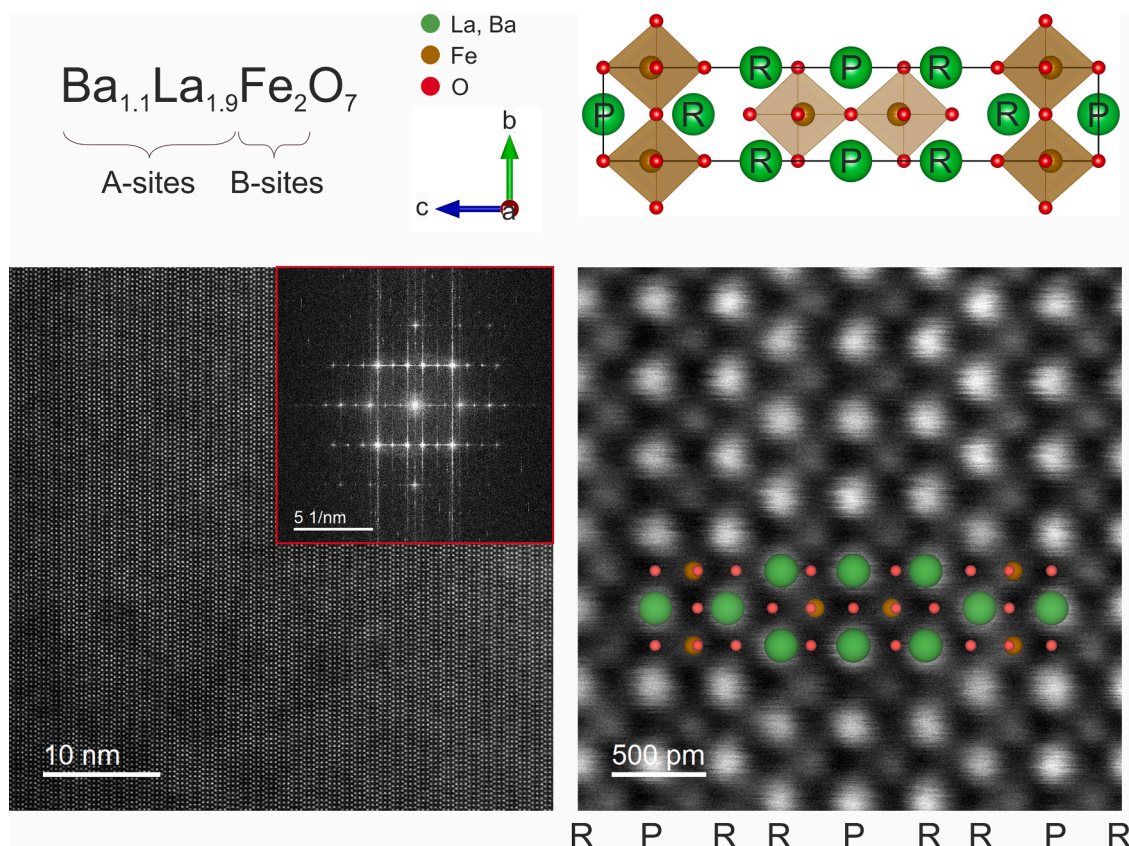 Ba1.1La1.9Fe2O7
A-sites B-sites
La, Ba
Fe
O
b
c
a
R P R
P R R P
R P R
5 1/nm
10 nm
500 pm
R P R R P R R P R